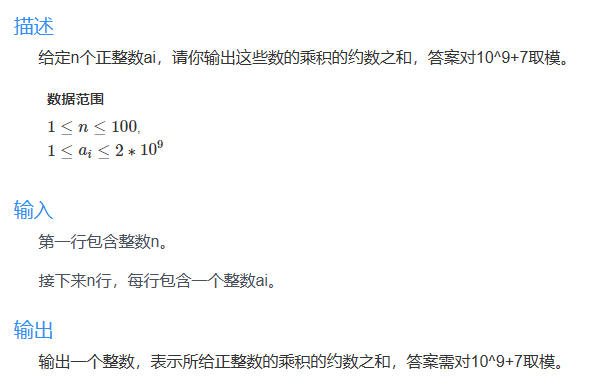 描述
给定n个正整数ai，请你输出这些数的乘积的约数之和，答案对10^9+7取模。
数据范围
1 ≤ n ≤ 100,
1 ≤ a_i ≤ 2 * 10^9
输入
第一行包含整数n。
接下来n行，每行包含一个整数ai。
输出
输出一个整数，表示所给正整数的乘积的约数之和，答案需对10^9+7取模。